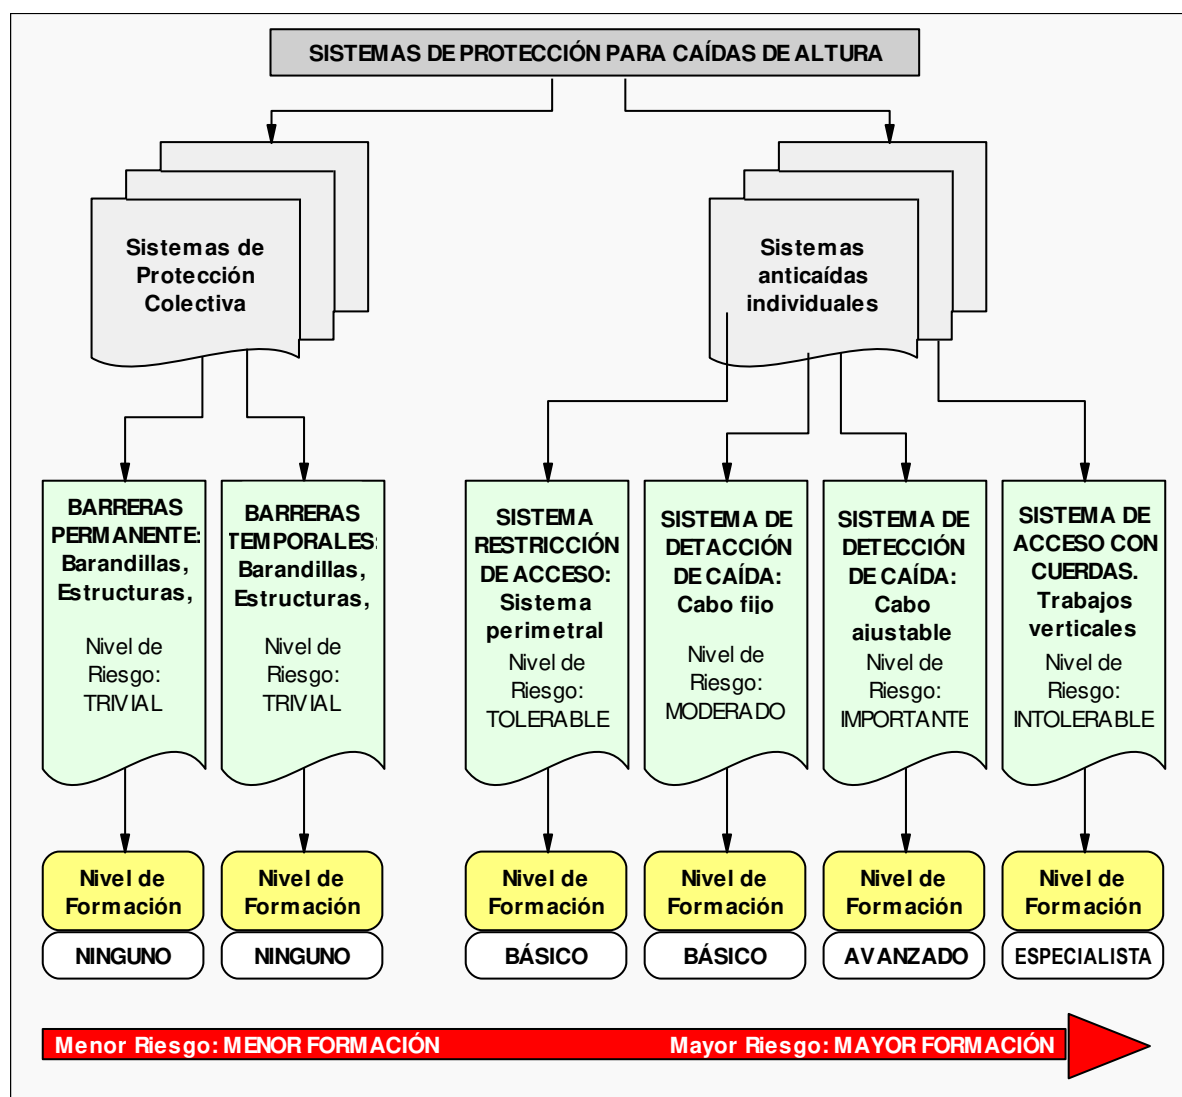 SISTEMAS DE PROTECCIÓN PARA CAÍDAS DE ALTURA
Sistemas de
Protección
Colectiva
Sistemas
anticaídas
individuales
BARRERAS
PERMANENTE:
Barandillas,
Estructuras,
Nivel de
Riesgo:
TRIVIAL
BARRERAS
TEMPORALES:
Barandillas,
Estructuras,
Nivel de
Riesgo:
TRIVIAL
SISTEMA
RESTRICCIÓN
DE ACCESO:
Sistema
perimetral
Nivel de
Riesgo:
TOLERABLE
SISTEMA DE
DETACCIÓN
DE CAÍDA:
Cabo fijo
Nivel de
Riesgo:
MODERADO
SISTEMA DE
DETECCIÓN
DE CAÍDA:
Cabo
ajustable
Nivel de
Riesgo:
IMPORTANTE
SISTEMA DE
ACCESO CON
CUERDAS.
Trabajos
verticales
Nivel de
Riesgo:
INTOLERABLE
Nivel de
Formación
NINGUNO
Nivel de
Formación
NINGUNO
Nivel de
Formación
BÁSICO
Nivel de
Formación
BÁSICO
Nivel de
Formación
AVANZADO
Nivel de
Formación
ESPECIALISTA
Menor Riesgo: MENOR FORMACIÓN
Mayor Riesgo: MAYOR FORMACIÓN